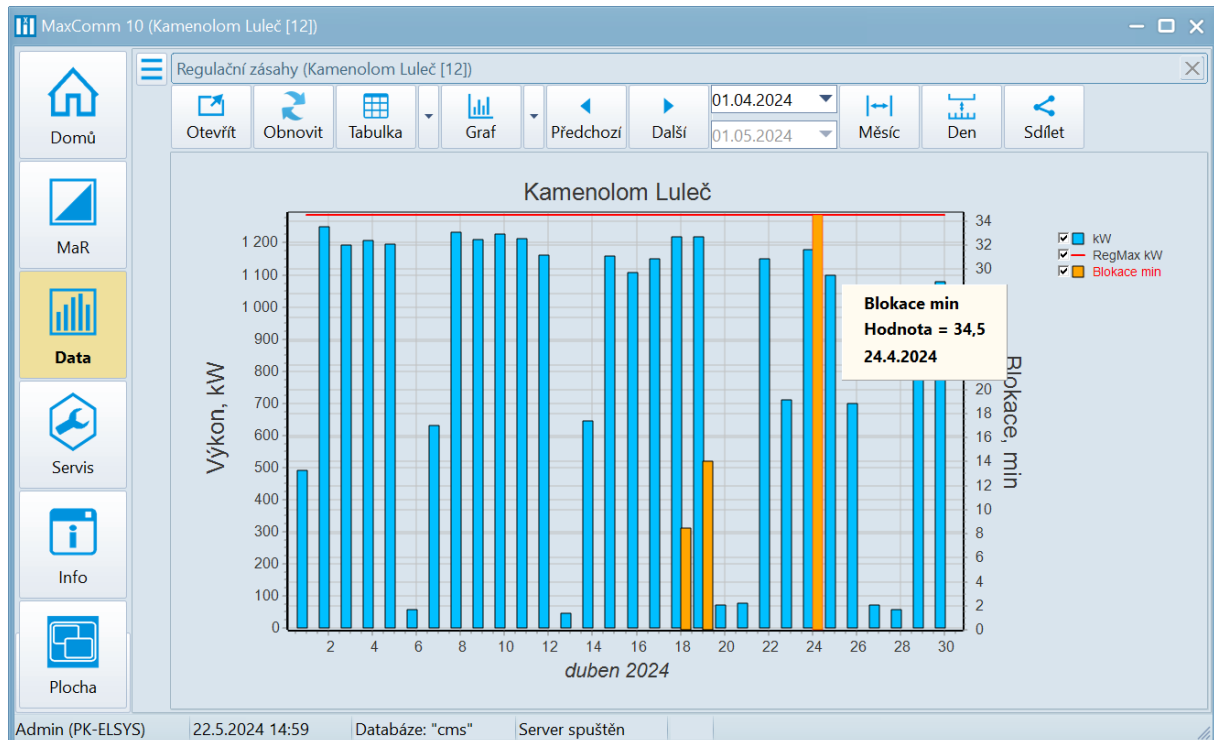 MaxComm 10 (Kamenolom Luleč [12])
Domů
MaR
Data
Servis
Info
Plocha
Regulační zásahy (Kamenolom Luleč [12])
Otevřít
Obnovit
Tabulka
Graf
Předchozí
Další
01.04.2024
01.05.2024
Měsíc
Den
Sdílet
Kamenolom Luleč
Výkon, kW
1 200
1 100
1 000
900
800
700
600
500
400
300
200
100
0
34
32
30
20
18
16
14
12
10
8
6
4
2
0
Blokace, min
Blokace min
Hodnota = 34,5
24.4.2024
kW
RegMax kW
Blokace min
2 4 6 8 10 12 14 16 18 20 22 24 26 28 30
duben 2024
Admin (PK-ELSYS) 22.5.2024 14:59 Databáze: "cms" Server spuštěn